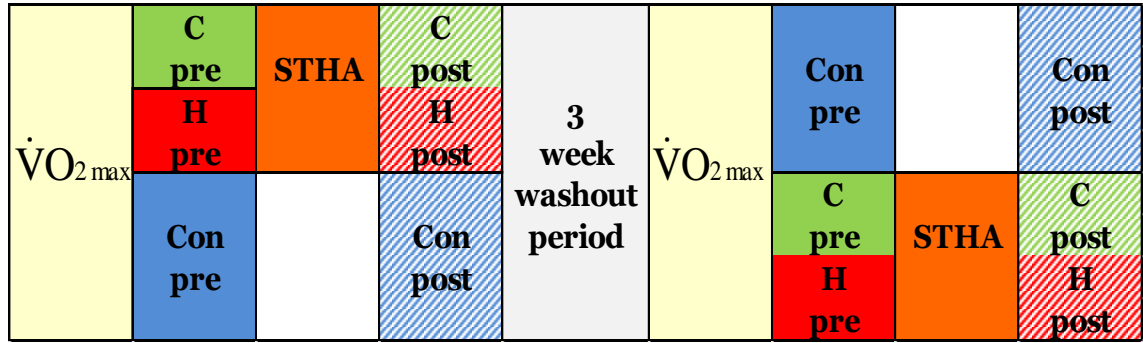 V̇O2 max
C
pre
H
pre
STHA
C
post
H
post
Con
pre
Con
post
3
week
washout
period
V̇O2 max
Con
pre
Con
post
C
pre
H
pre
STHA
C
post
H
post